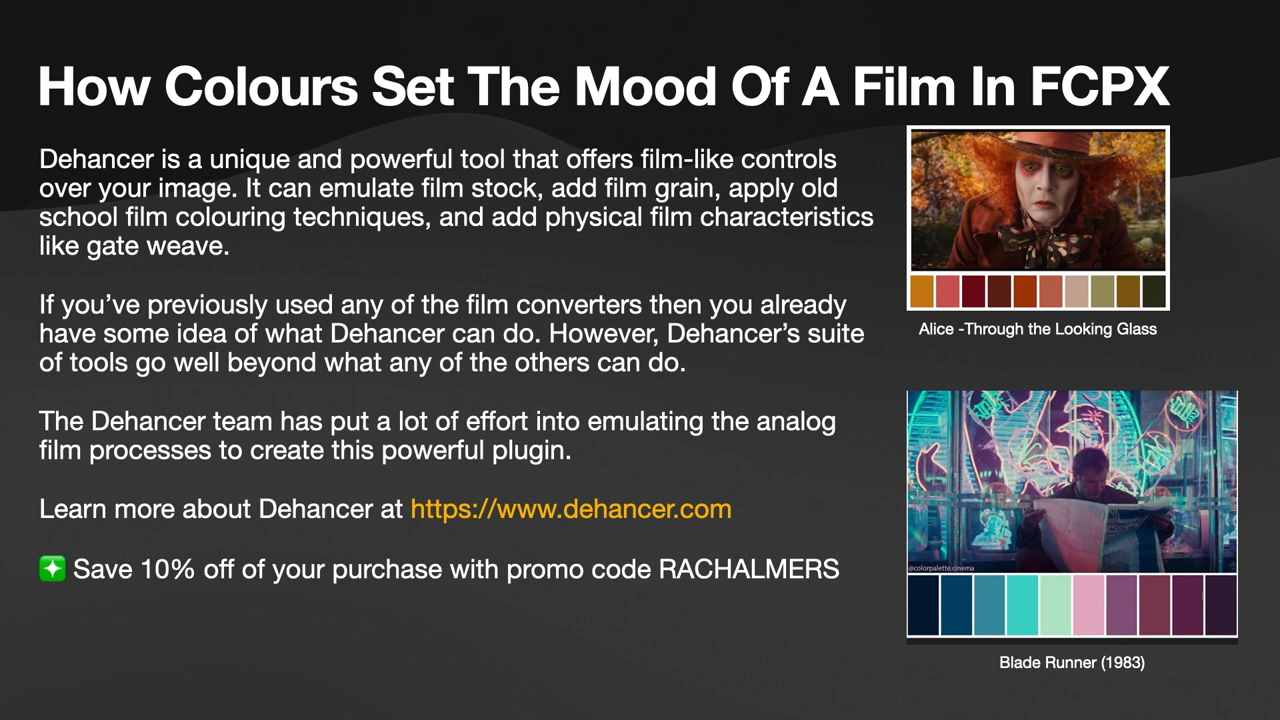 How Colours Set The Mood Of A Film In FCPX
Dehancer is a unique and powerful tool that offers film-like controls
over your image. It can emulate film stock, add film grain, apply old
school film colouring techniques, and add physical film characteristics
like gate weave.
If you’ve previously used any of the film converters then you already
have some idea of what Dehancer can do. However, Dehancer’s suite
of tools go well beyond what any of the others can do.
The Dehancer team has put a lot of effort into emulating the analog
film processes to create this powerful plugin.
Learn more about Dehancer at https://www.dehancer.com
Save 10% off of your purchase with promo code RACHALMERS
Alice -Through the Looking Glass
@colorpalette.cinema
Blade Runner (1983)